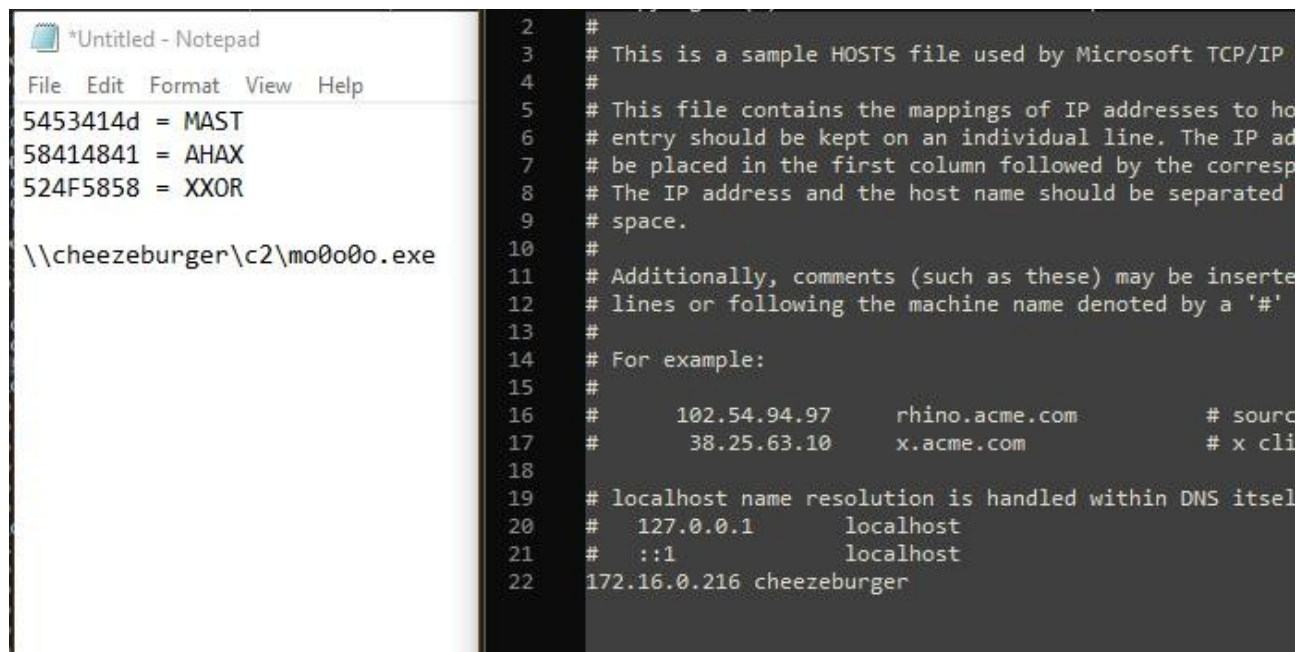 *Untitled - Notepad
File Edit Format View Help
5453414d = MAST
58414841 = AHAX
524F5858 = XXOR
\\cheezeburger\c2\mo0o0o.exe
2 #
3 # This is a sample HOSTS file used by Microsoft TCP/IP
4 #
5 # This file contains the mappings of IP addresses to ho
6 # entry should be kept on an individual line. The IP ad
7 # be placed in the first column followed by the corresp
8 # The IP address and the host name should be separated
9 # space.
10 #
11 # Additionally, comments (such as these) may be inserte
12 # lines or following the machine name denoted by a '#'
13 #
14 # For example:
15 #
16 # 102.54.94.97 rhino.acme.com # sourc
17 # 38.25.63.10 x.acme.com # x cli
18
19 # localhost name resolution is handled within DNS itsel
20 # 127.0.0.1 localhost
21 # ::1 localhost
22 172.16.0.216 cheezeburger